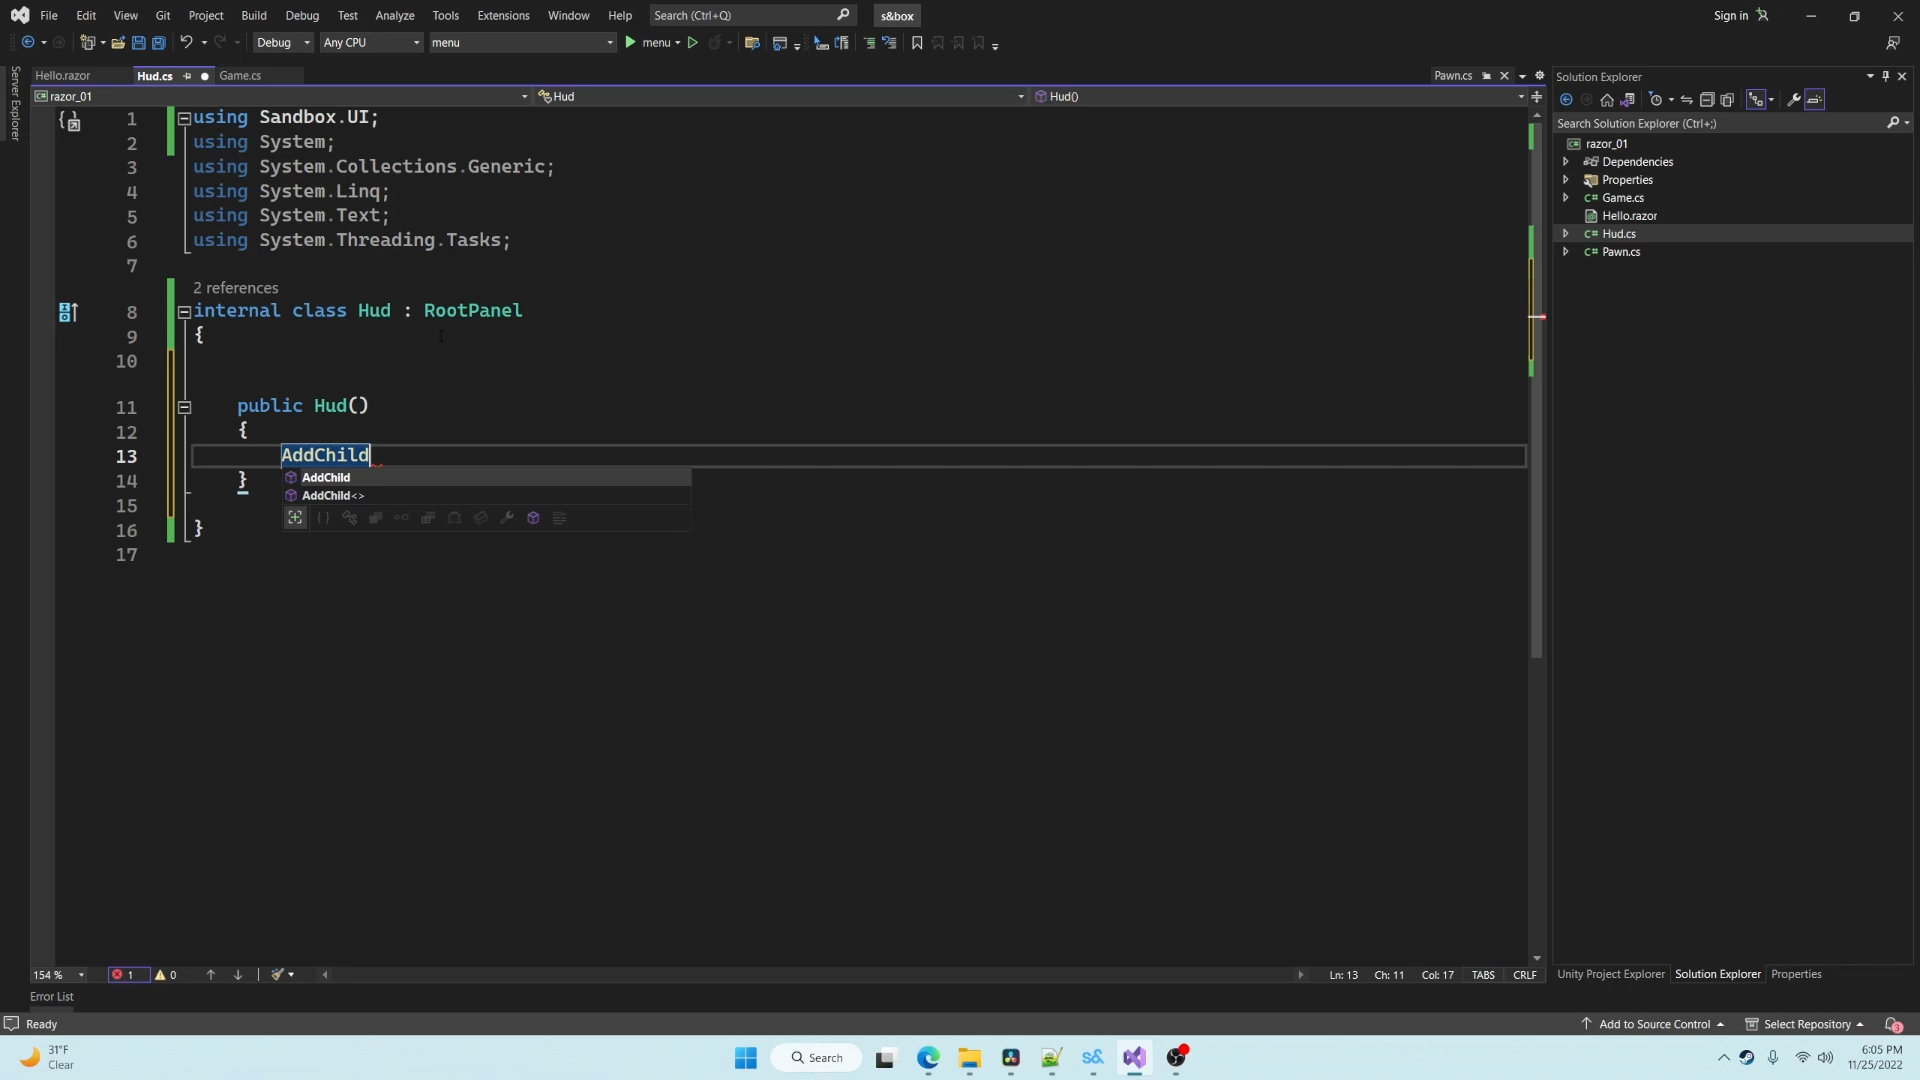 File Edit View Git Project Build Debug Test Analyze Tools Extensions Window Help Search (Ctrl+Q) s&box Sign in
Debug Any CPU menu menu
Server Explorer
Hello.razor Hud.cs Game.cs Pawn.cs
razor_01 Hud Hud()
1 using Sandbox.UI;
2 using System;
3 using System.Collections.Generic;
4 using System.Linq;
5 using System.Text;
6 using System.Threading.Tasks;
7
2 references
8 internal class Hud : RootPanel
9 {
10
11 public Hud()
12 {
13 AddChild
14 }
15
16 }
17
AddChild
AddChild<>
Solution Explorer
Search Solution Explorer (Ctrl+;)
C# razor_01
Dependencies
Properties
C# Game.cs
Hello.razor
C# Hud.cs
C# Pawn.cs
154 % 1 0 Ln: 13 Ch: 11 Col: 17 TABS CRLF
Unity Project Explorer Solution Explorer Properties
Error List
Ready Add to Source Control Select Repository 3
31°F
Clear
Search
s&
6:05 PM
11/25/2022